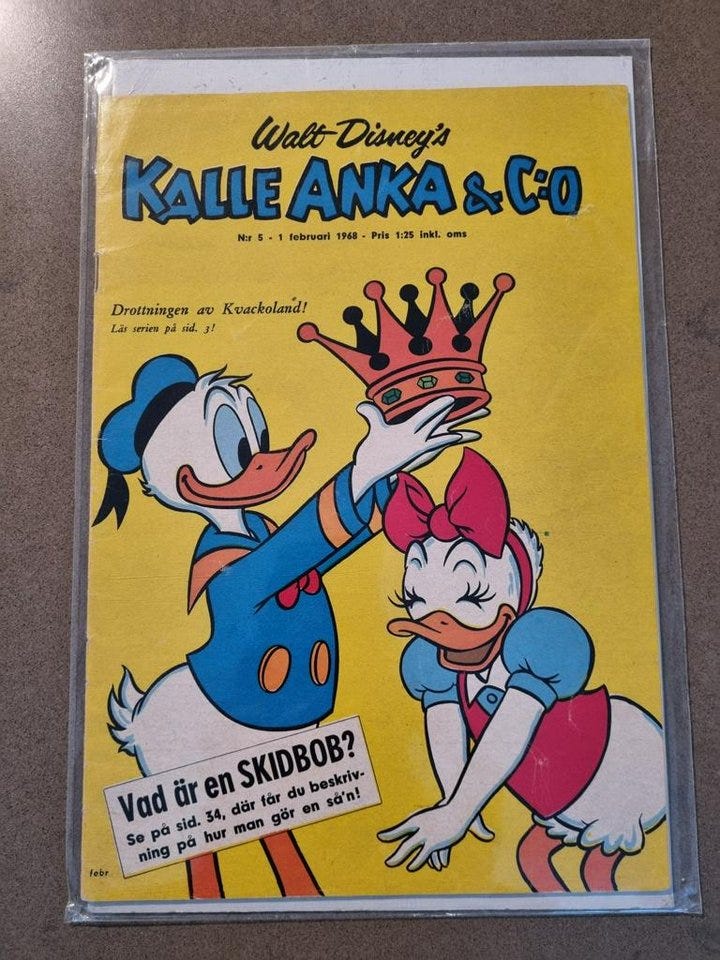 Walt Disney's
KALLE ANKA & C:O
N:r 5 - 1 februari 1968 - Pris 1:25 inkl. oms
Drottningen av Kvackoland!
Läs serien på sid. 3!
Vad är en SKIDBOB?
Se på sid. 34, där får du beskriv-
ning på hur man gör en så'n!
febr